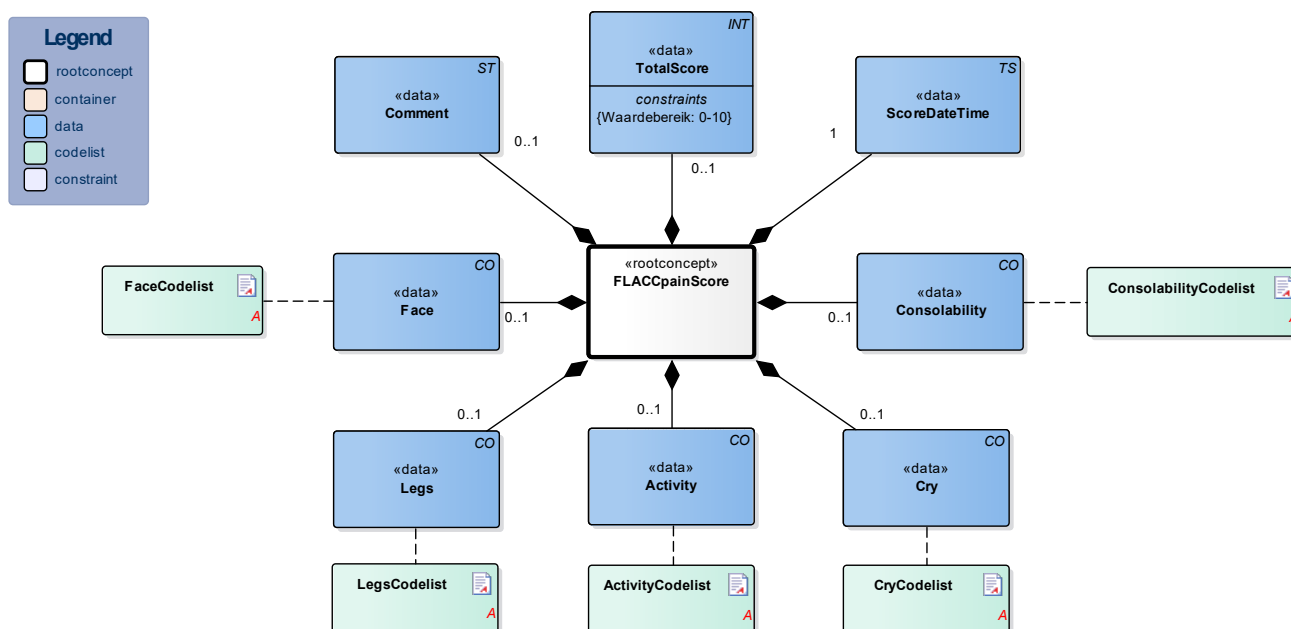 Legend
rootconcept
container
data
codelist
constraint
ST
«data»
Comment
0..1
INT
«data»
TotalScore
constraints
{Waardebereik: 0-10}
0..1
TS
«data»
ScoreDateTime
1
«rootconcept»
FLACCpainScore
FaceCodelist
A
CO
«data»
Face
0..1
CO
«data»
Consolability
0..1
ConsolabilityCodelist
A
0..1
CO
«data»
Legs
0..1
CO
«data»
Activity
0..1
CO
«data»
Cry
LegsCodelist
A
ActivityCodelist
A
CryCodelist
A